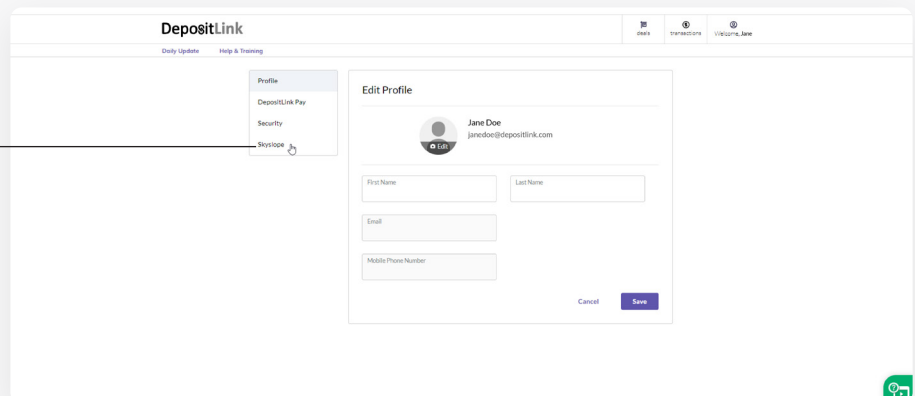 DepositLink
deals
transactions
Welcome, Jane
Daily Update
Help & Training
Profile
DepositLink Pay
Security
Skyslope
Edit Profile
Jane Doe
janedoe@depositlink.com
Edit
First Name
Last Name
Email
Mobile Phone Number
Cancel
Save